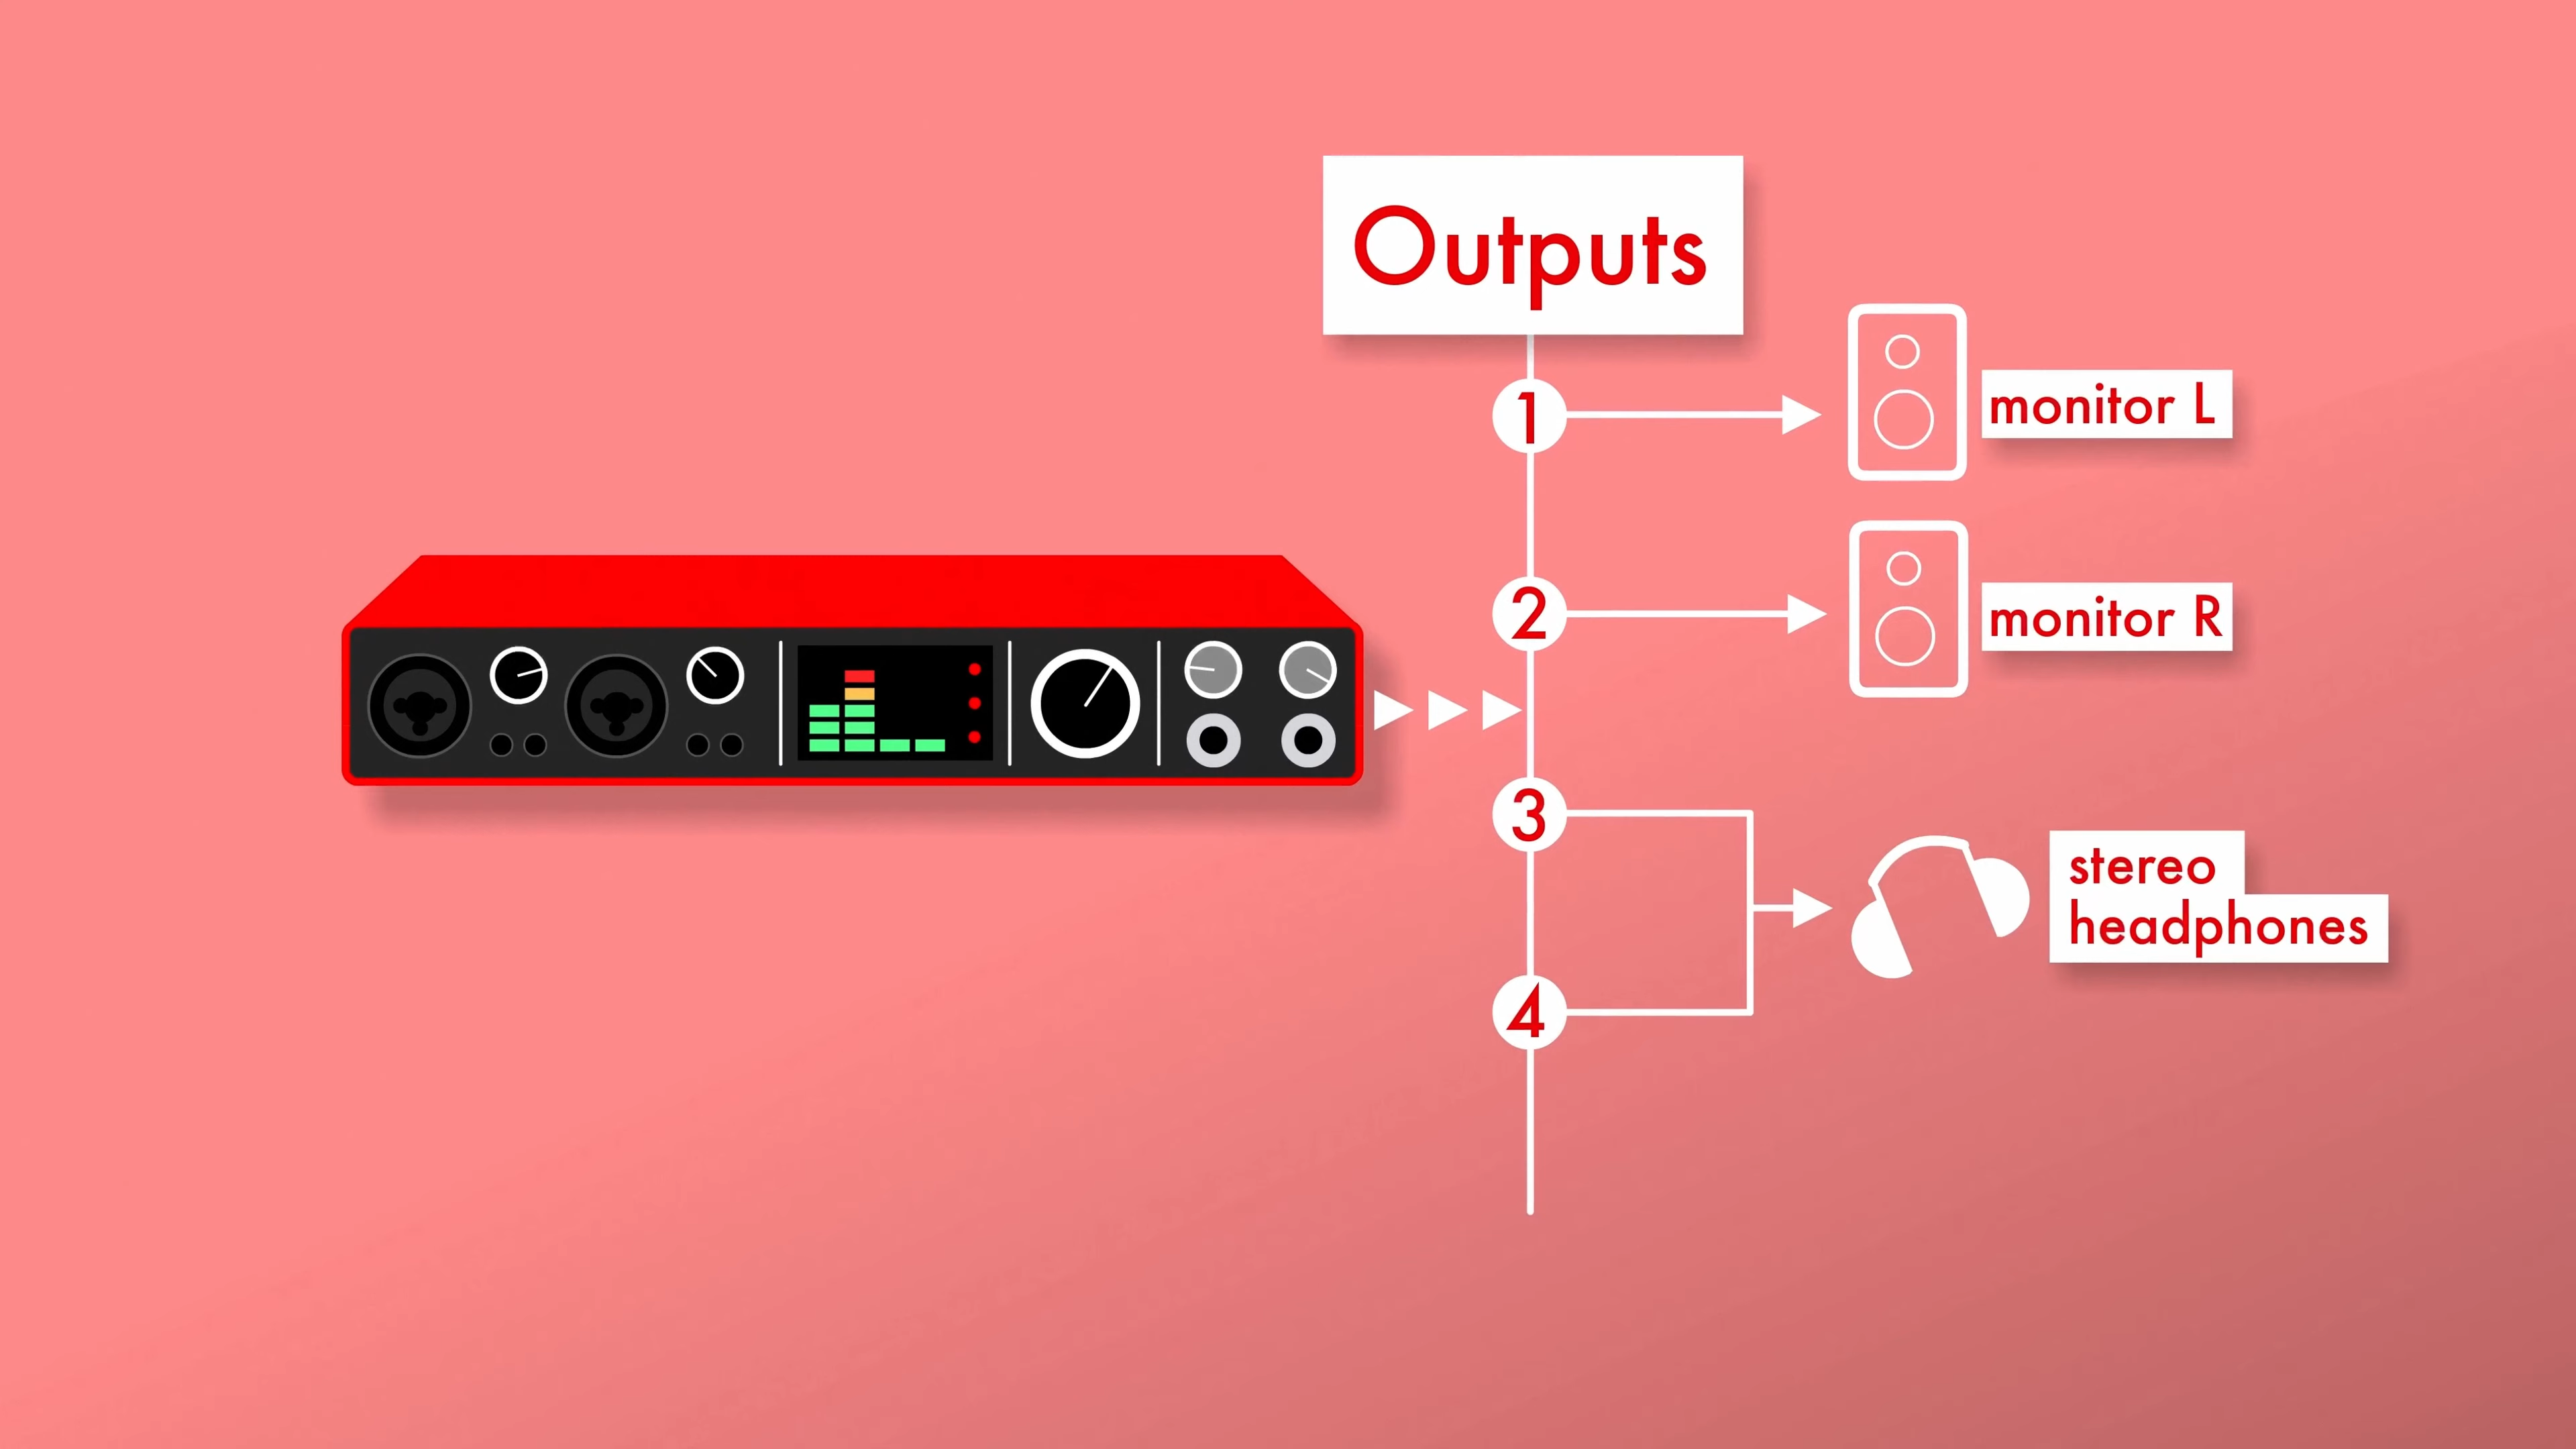 Outputs
1
monitor L
2
monitor R
3
stereo
headphones
4